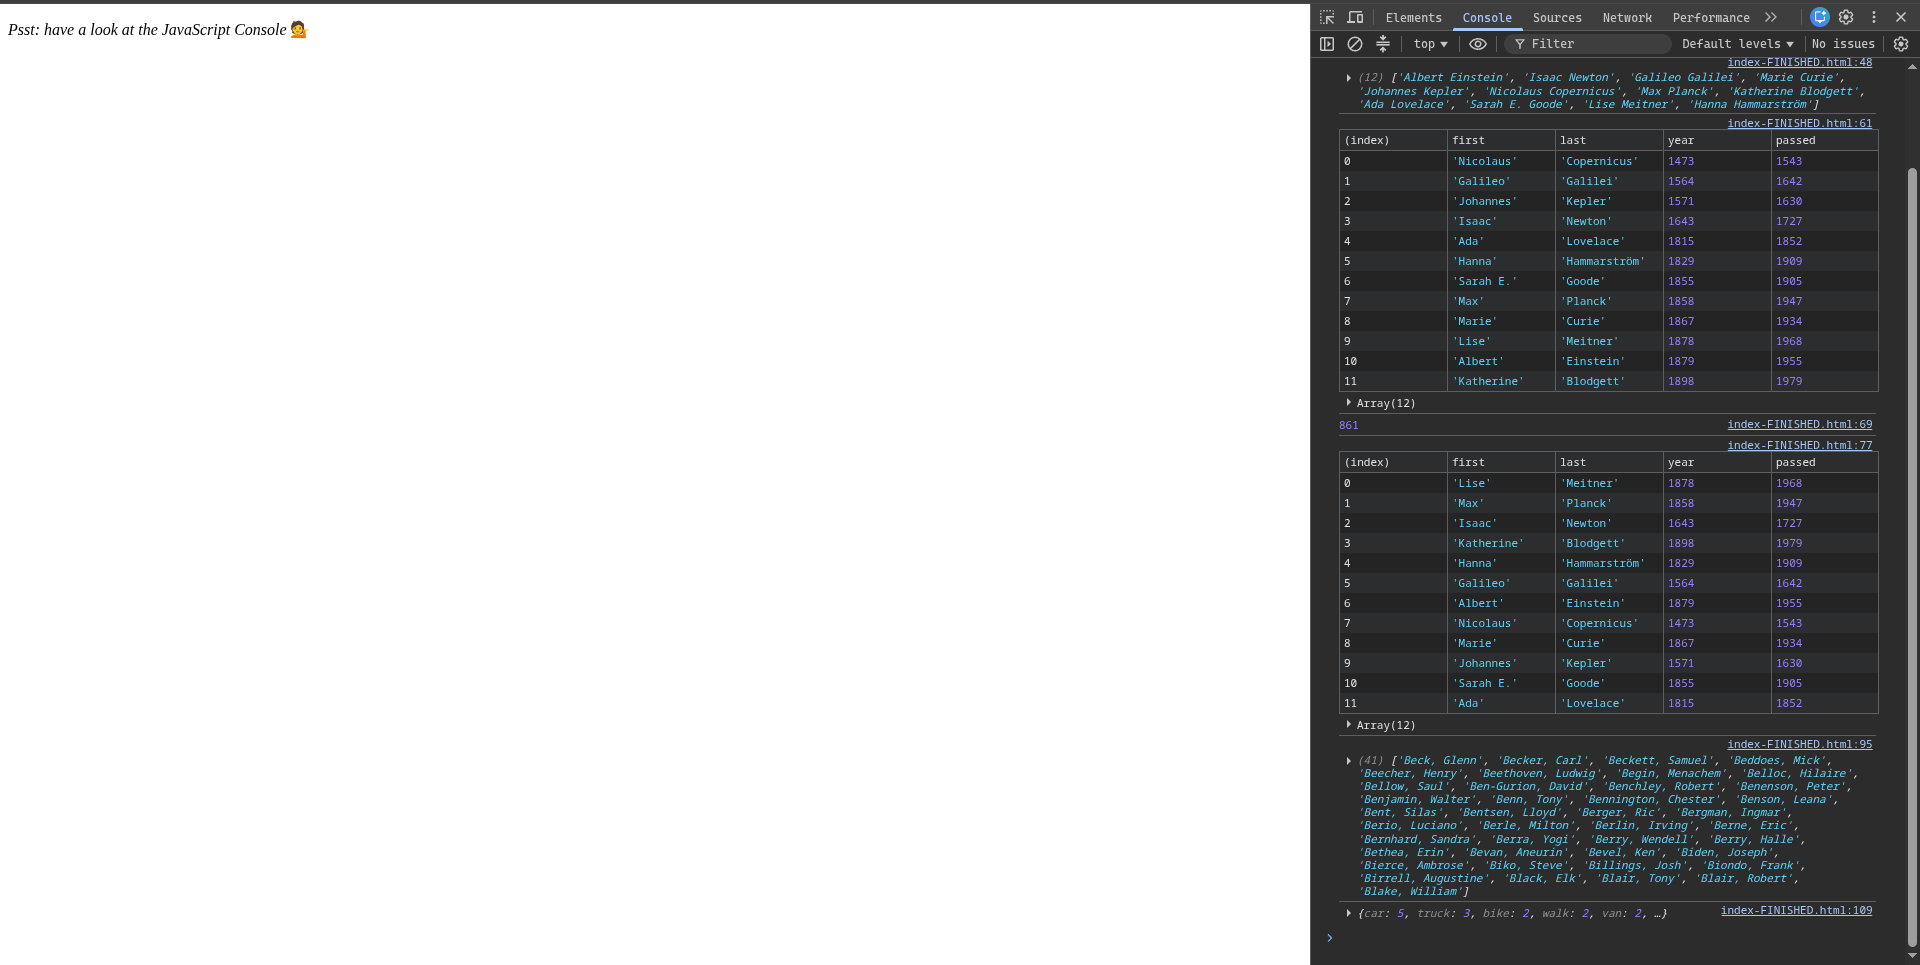 Psst: have a look at the JavaScript Console 💁
Elements Console Sources Network Performance
top Filter Default levels No issues
index-FINISHED.html:48
(12) ['Albert Einstein', 'Isaac Newton', 'Galileo Galilei', 'Marie Curie',
'Johannes Kepler', 'Nicolaus Copernicus', 'Max Planck', 'Katherine Blodgett',
'Ada Lovelace', 'Sarah E. Goode', 'Lise Meitner', 'Hanna Hammarström']
index-FINISHED.html:61
(index) first last year passed
0 'Nicolaus' 'Copernicus' 1473 1543
1 'Galileo' 'Galilei' 1564 1642
2 'Johannes' 'Kepler' 1571 1630
3 'Isaac' 'Newton' 1643 1727
4 'Ada' 'Lovelace' 1815 1852
5 'Hanna' 'Hammarström' 1829 1909
6 'Sarah E.' 'Goode' 1855 1905
7 'Max' 'Planck' 1858 1947
8 'Marie' 'Curie' 1867 1934
9 'Lise' 'Meitner' 1878 1968
10 'Albert' 'Einstein' 1879 1955
11 'Katherine' 'Blodgett' 1898 1979
Array(12)
861 index-FINISHED.html:69
index-FINISHED.html:77
(index) first last year passed
0 'Lise' 'Meitner' 1878 1968
1 'Max' 'Planck' 1858 1947
2 'Isaac' 'Newton' 1643 1727
3 'Katherine' 'Blodgett' 1898 1979
4 'Hanna' 'Hammarström' 1829 1909
5 'Galileo' 'Galilei' 1564 1642
6 'Albert' 'Einstein' 1879 1955
7 'Nicolaus' 'Copernicus' 1473 1543
8 'Marie' 'Curie' 1867 1934
9 'Johannes' 'Kepler' 1571 1630
10 'Sarah E.' 'Goode' 1855 1905
11 'Ada' 'Lovelace' 1815 1852
Array(12)
index-FINISHED.html:95
(41) ['Beck, Glenn', 'Becker, Carl', 'Beckett, Samuel', 'Beddoes, Mick',
'Beecher, Henry', 'Beethoven, Ludwig', 'Begin, Menachem', 'Belloc, Hilaire',
'Bellow, Saul', 'Ben-Gurion, David', 'Benchley, Robert', 'Benenson, Peter',
'Benjamin, Walter', 'Benn, Tony', 'Bennington, Chester', 'Benson, Leana',
'Bent, Silas', 'Bentsen, Lloyd', 'Berger, Ric', 'Bergman, Ingmar',
'Berio, Luciano', 'Berle, Milton', 'Berlin, Irving', 'Berne, Eric',
'Bernhard, Sandra', 'Berra, Yogi', 'Berry, Wendell', 'Berry, Halle',
'Bethea, Erin', 'Bevan, Aneurin', 'Bevel, Ken', 'Biden, Joseph',
'Bierce, Ambrose', 'Biko, Steve', 'Billings, Josh', 'Biondo, Frank',
'Birrell, Augustine', 'Black, Elk', 'Blair, Tony', 'Blair, Robert',
'Blake, William']
{car: 5, truck: 3, bike: 2, walk: 2, van: 2, …} index-FINISHED.html:109